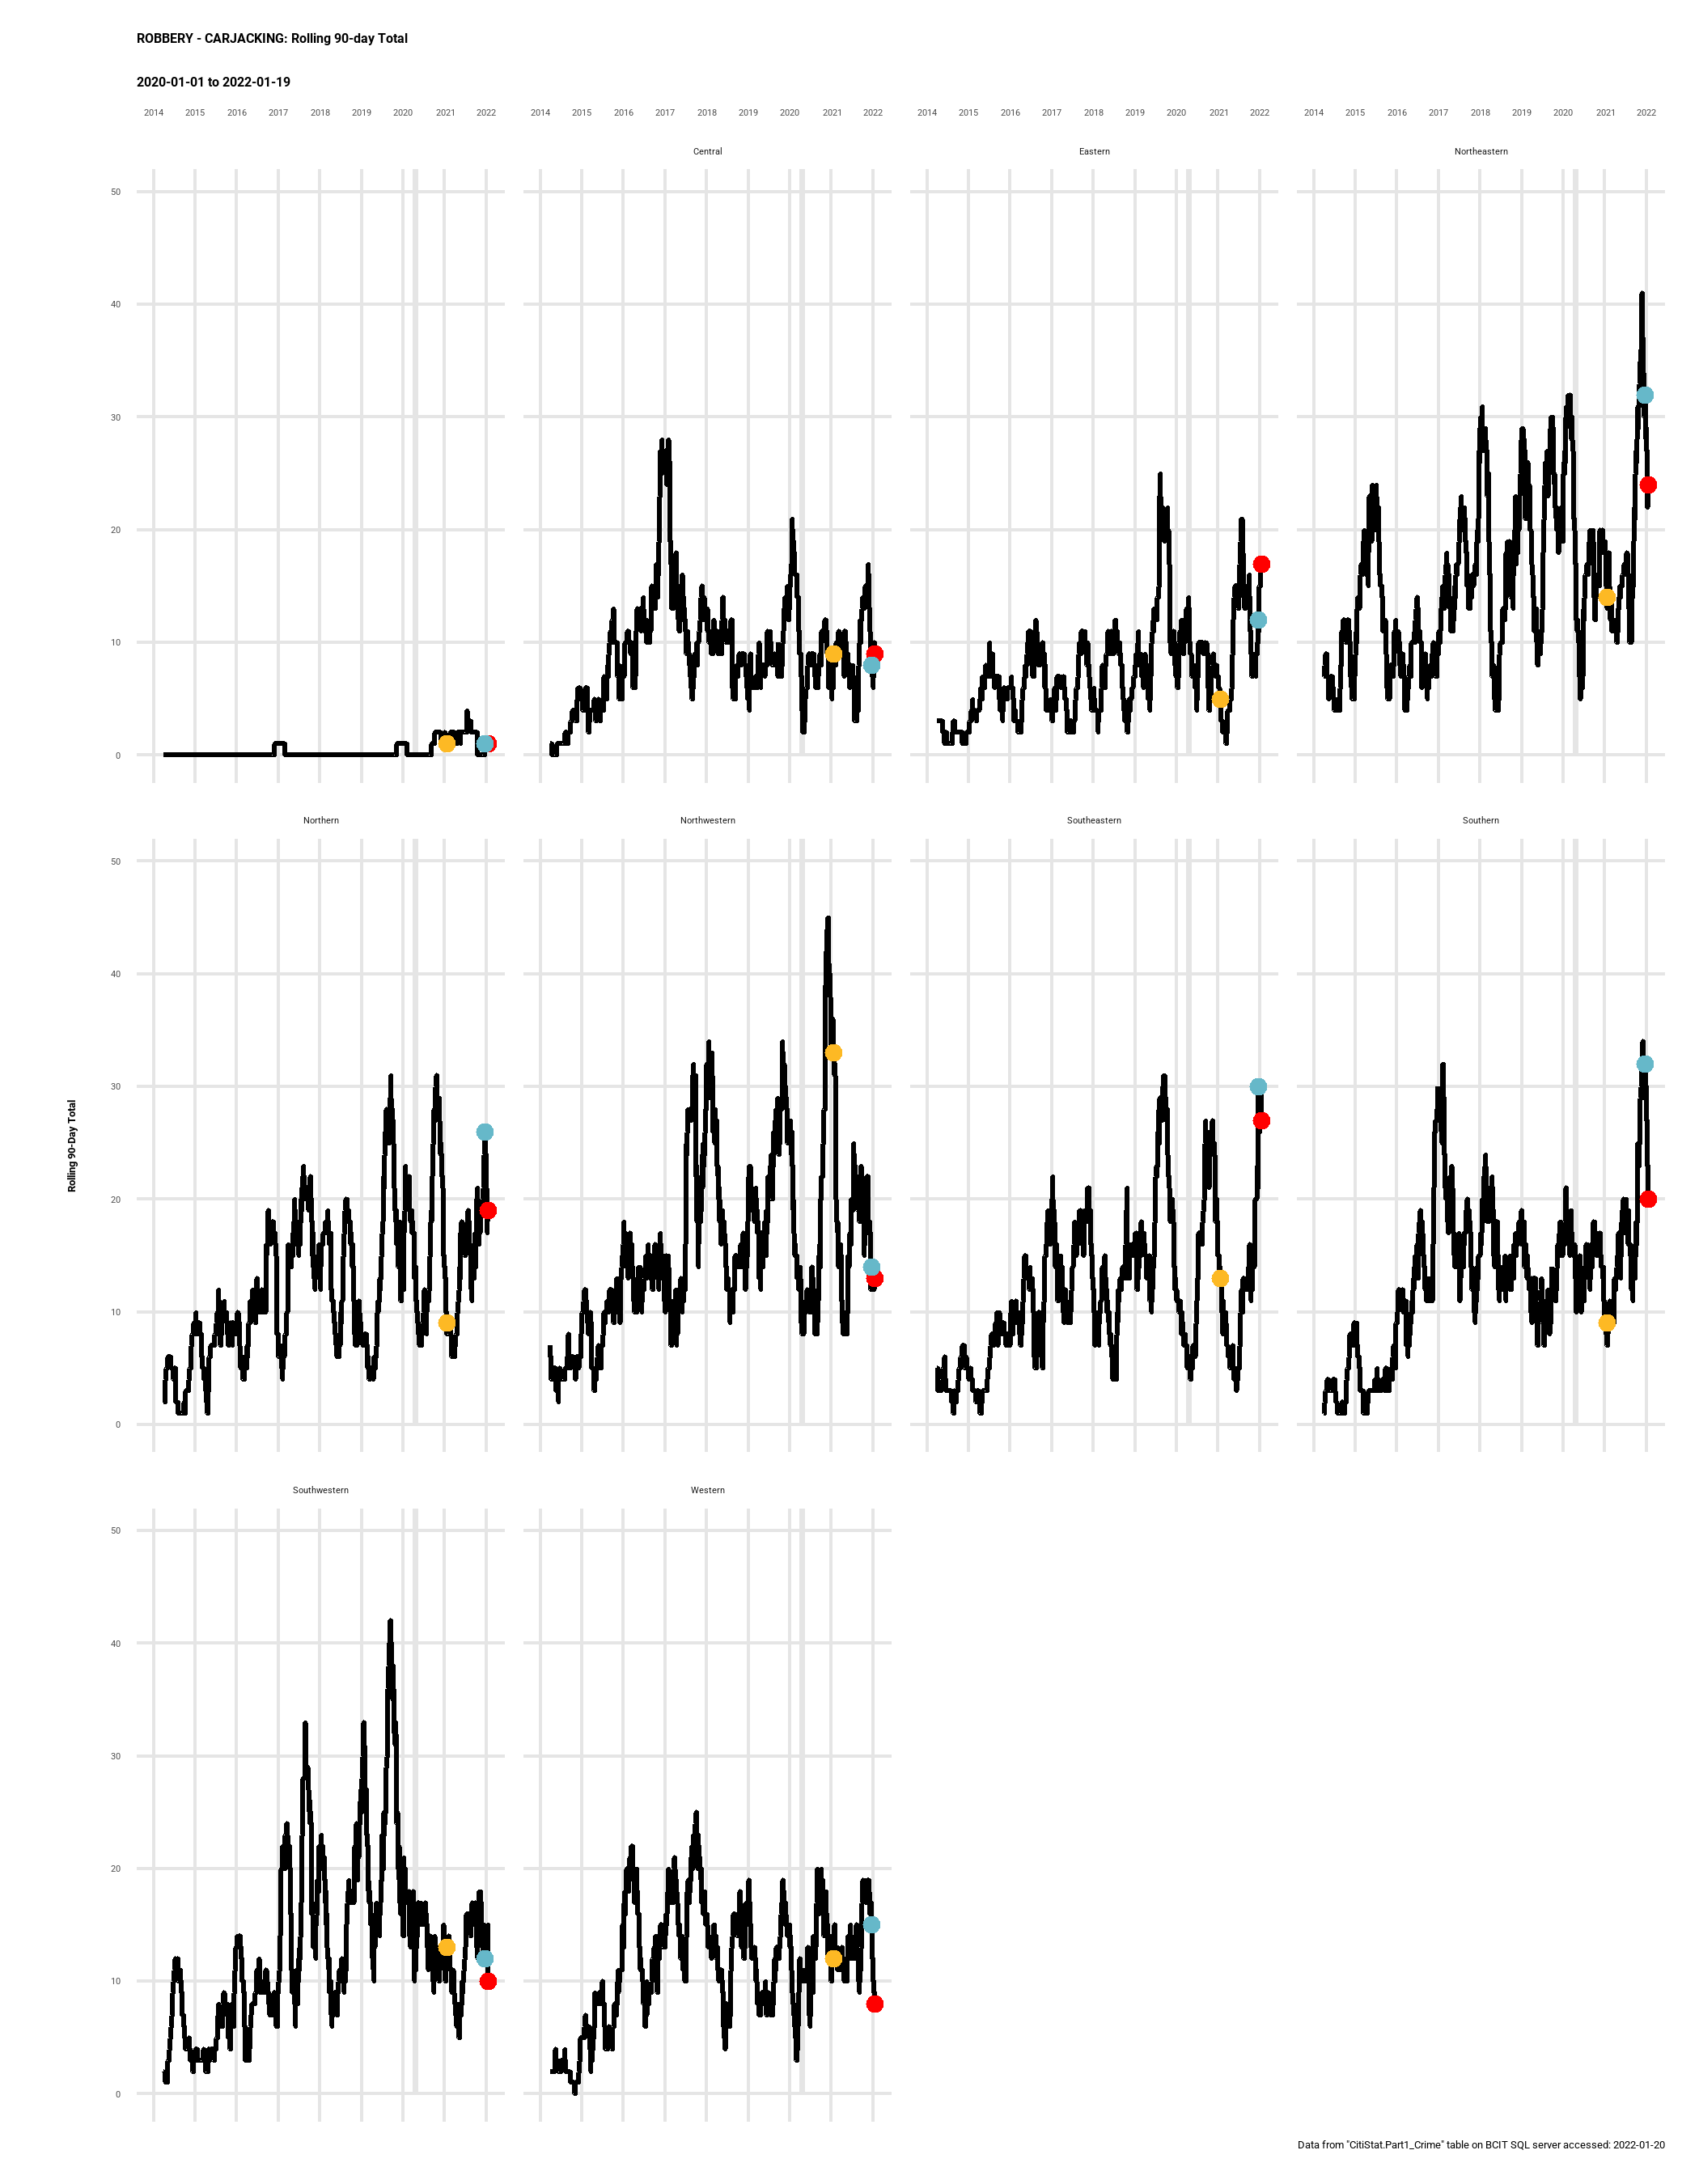 ROBBERY - CARJACKING: Rolling 90-day Total
2020-01-01 to 2022-01-19
2014 2015 2016 2017 2018 2019 2020 2021 2022 2014 2015 2016 2017 2018 2019 2020 2021 2022 2014 2015 2016 2017 2018 2019 2020 2021 2022 2014 2015 2016 2017 2018 2019 2020 2021 2022
Central Eastern Northeastern
50
40
30
20
10
0
Northern Northwestern Southeastern Southern
50
40
30
Rolling 90-Day Total
20
10
0
Southwestern Western
50
40
30
20
10
0
Data from "CitiStat.Part1_Crime" table on BCIT SQL server accessed: 2022-01-20